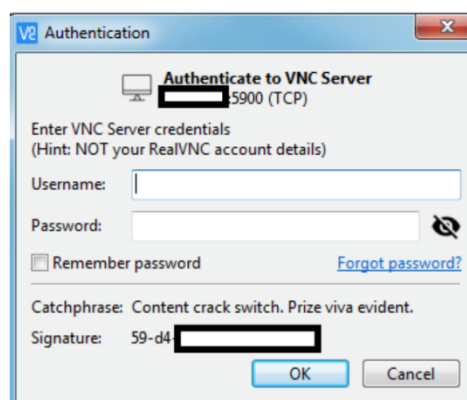 V2 Authentication
Authenticate to VNC Server
:5900 (TCP)
Enter VNC Server credentials
(Hint: NOT your RealVNC account details)
Username:
Password:
Remember password Forgot password?
Catchphrase: Content crack switch. Prize viva evident.
Signature: 59-d4-
OK Cancel